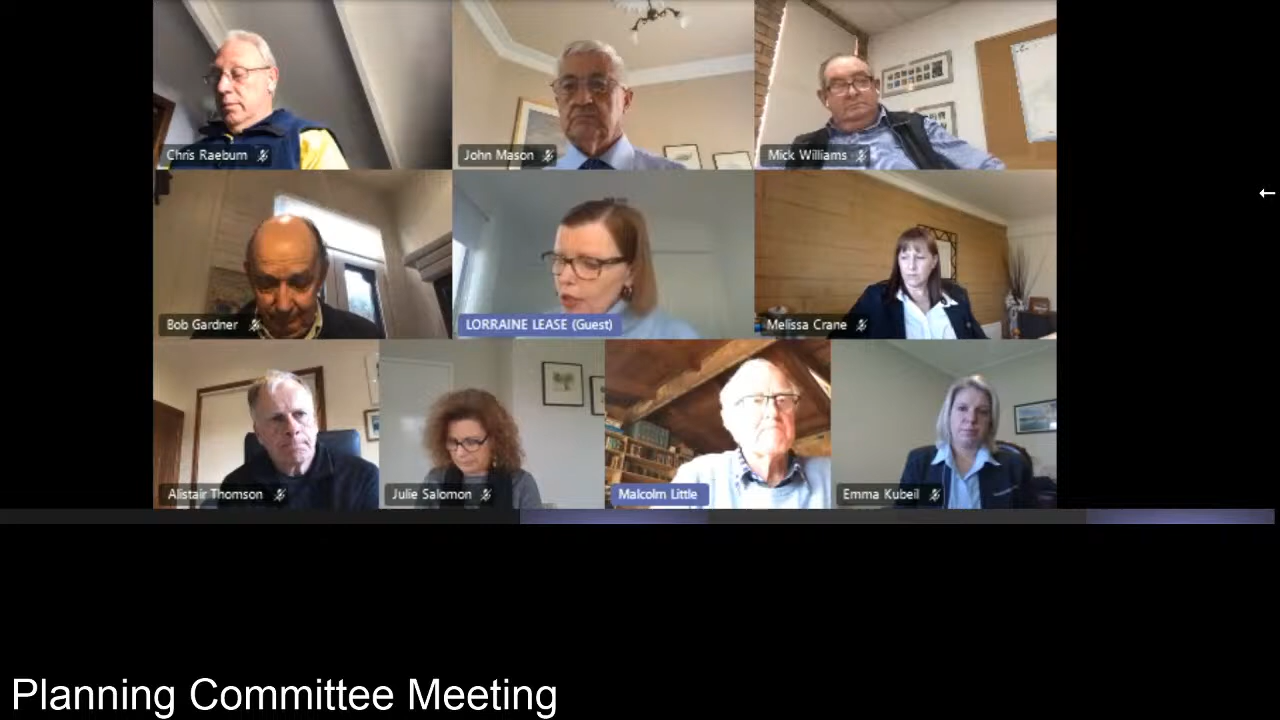 Chris Raeburn
John Mason
Mick Williams
Bob Gardner
LORRAINE LEASE (Guest)
Melissa Crane
Alistair Thomson
Julie Salomon
Malcolm Little
Emma Kubeil
Planning Committee Meeting